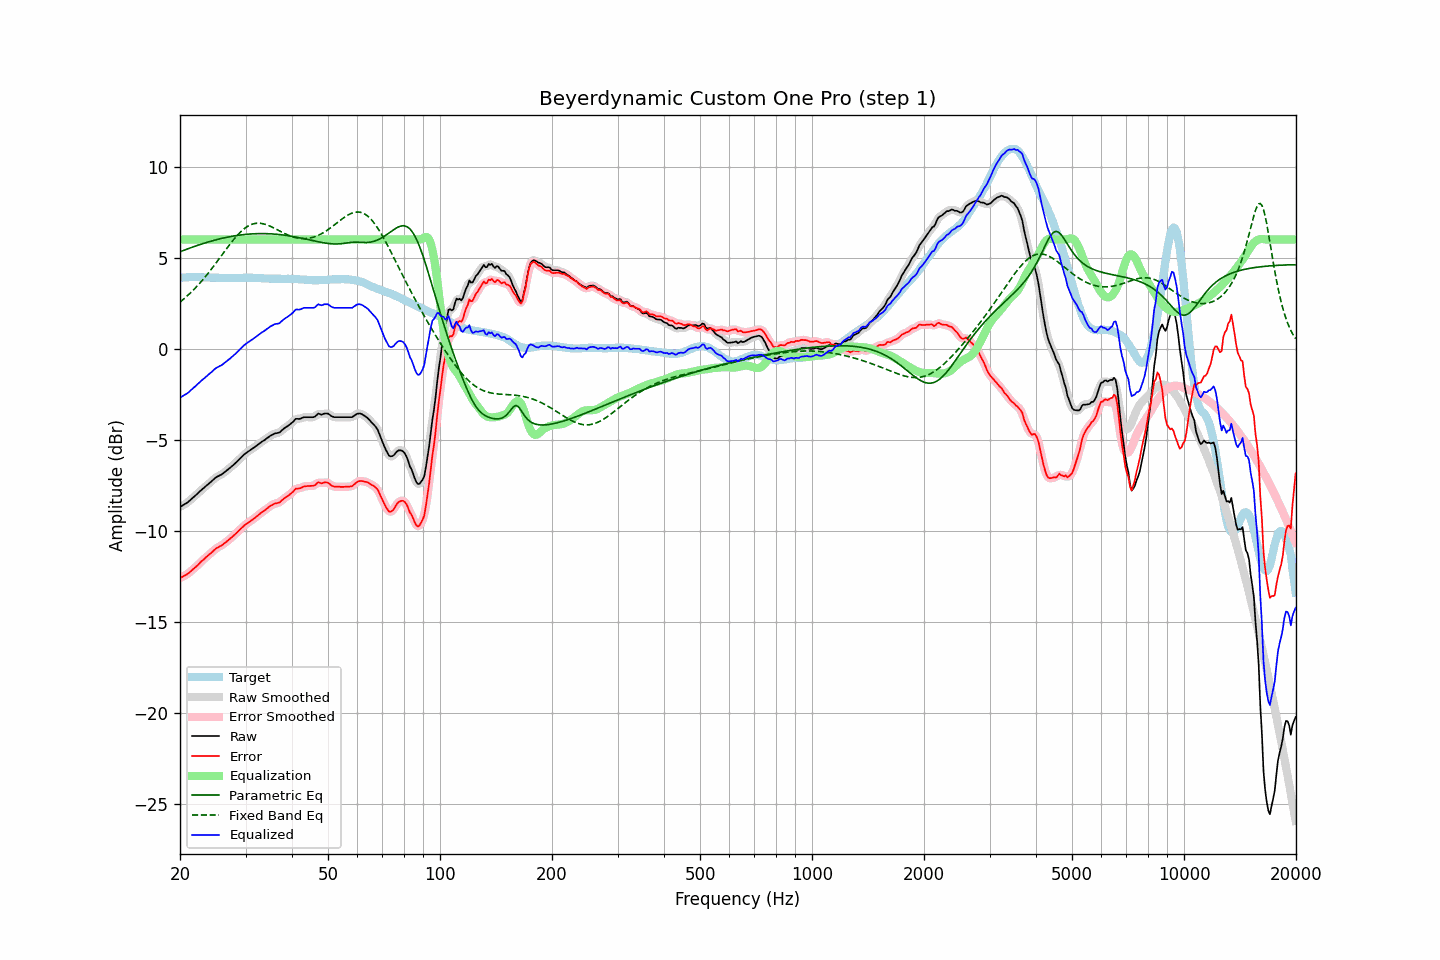 Beyerdynamic Custom One Pro (step 1)
Amplitude (dBr)
10
5
0
−5
−10
−15
−20
−25
Target
Raw Smoothed
Error Smoothed
Raw
Error
Equalization
Parametric Eq
Fixed Band Eq
Equalized
20
50
100
200
500
1000
2000
5000
10000
20000
Frequency (Hz)